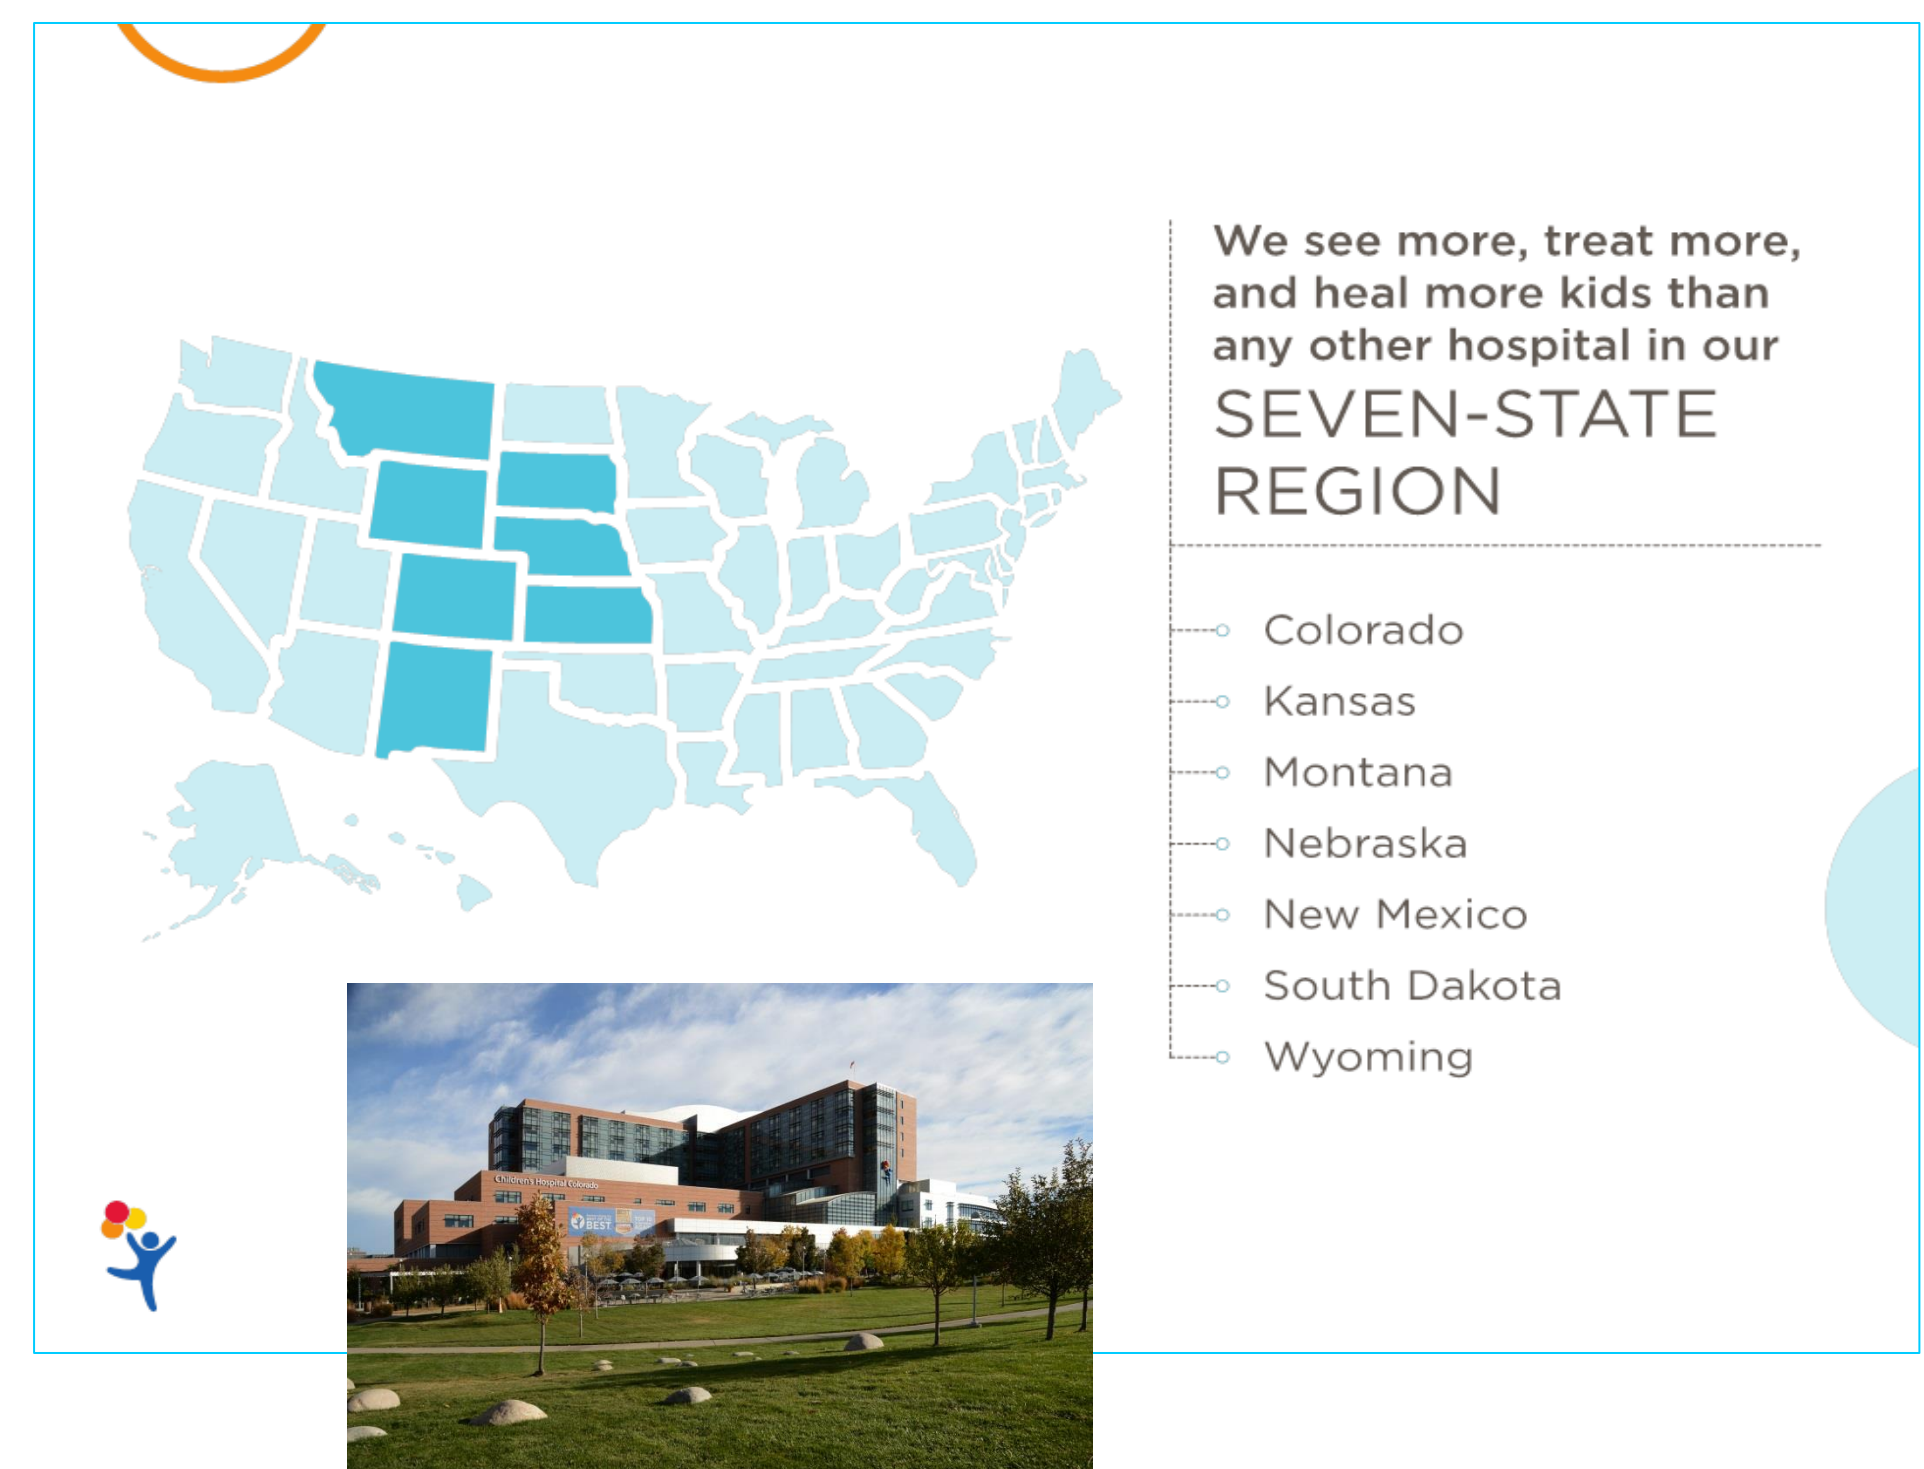 We see more, treat more,
and heal more kids than
any other hospital in our
SEVEN-STATE
REGION
Colorado
Kansas
Montana
Nebraska
New Mexico
South Dakota
Wyoming
Children's Hospital Colorado
BEST